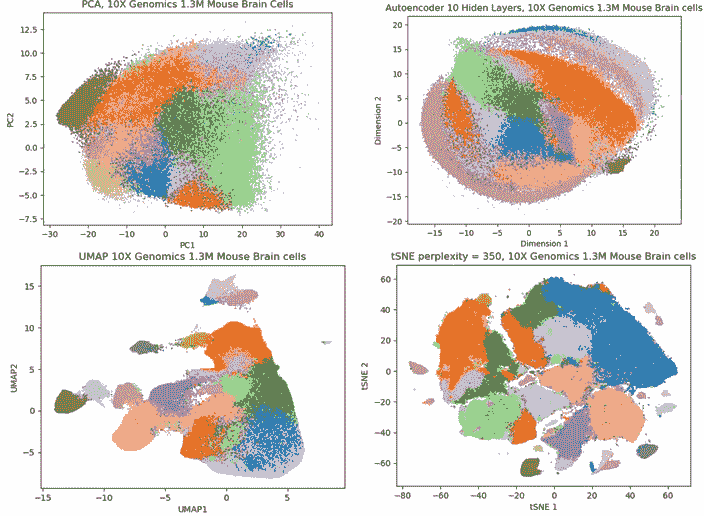 PCA, 10X Genomics 1.3M Mouse Brain Cells
12.5
10.0
7.5
5.0
2.5
0.0
−2.5
−5.0
−7.5
PC2
−30 −20 −10 0 10 20 30 40
PC1
Autoencoder 10 Hiden Layers, 10X Genomics 1.3M Mouse Brain Cells
20
15
10
5
0
−5
−10
−15
−20
Dimension 2
−15 −10 −5 0 5 10 15 20
Dimension 1
UMAP 10X Genomics 1.3M Mouse Brain cells
15
10
5
0
−5
UMAP2
−15 −10 −5 0 5
UMAP1
tSNE perplexity = 350, 10X Genomics 1.3M Mouse Brain Cells
60
40
20
0
−20
−40
−60
tSNE 2
−80 −60 −40 −20 0 20 40 60
tSNE 1